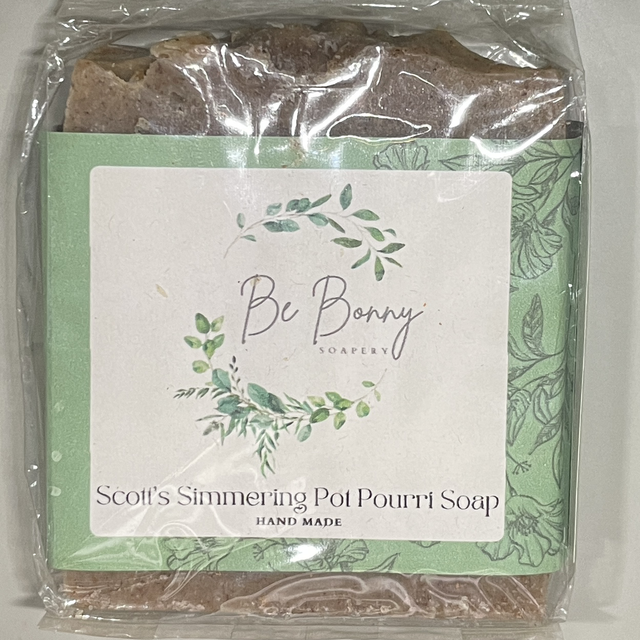 Be Bonny
SOAPERY
Scott's Simmering Pot Pourri Soap
HAND MADE